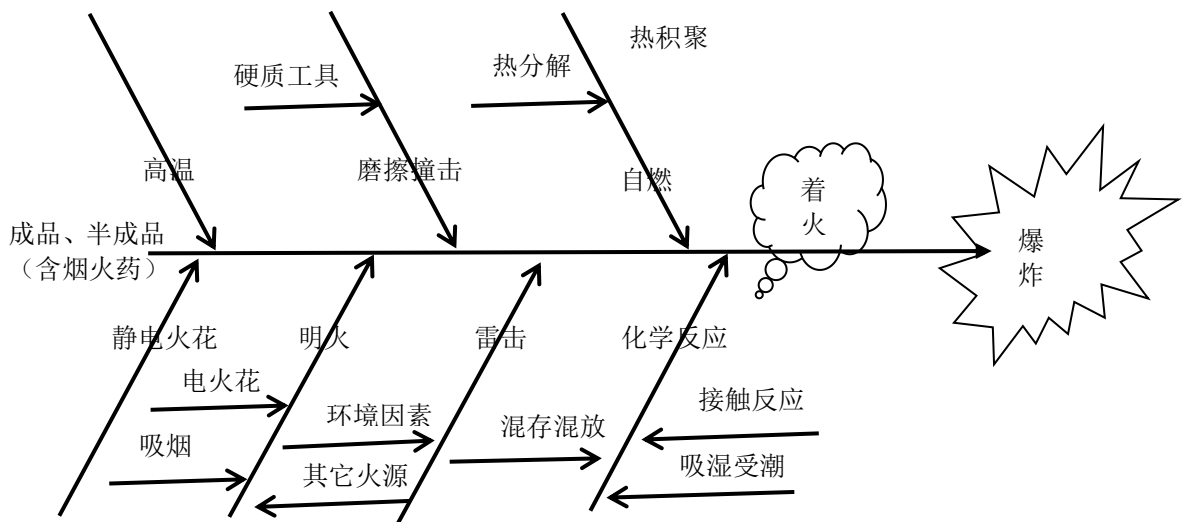 热积聚
热分解
硬质工具
高温
磨擦撞击
自燃
着
火
成品、半成品
（含烟火药）
爆
炸
静电火花
明火
雷击
化学反应
电火花
接触反应
环境因素
混存混放
吸烟
吸湿受潮
其它火源